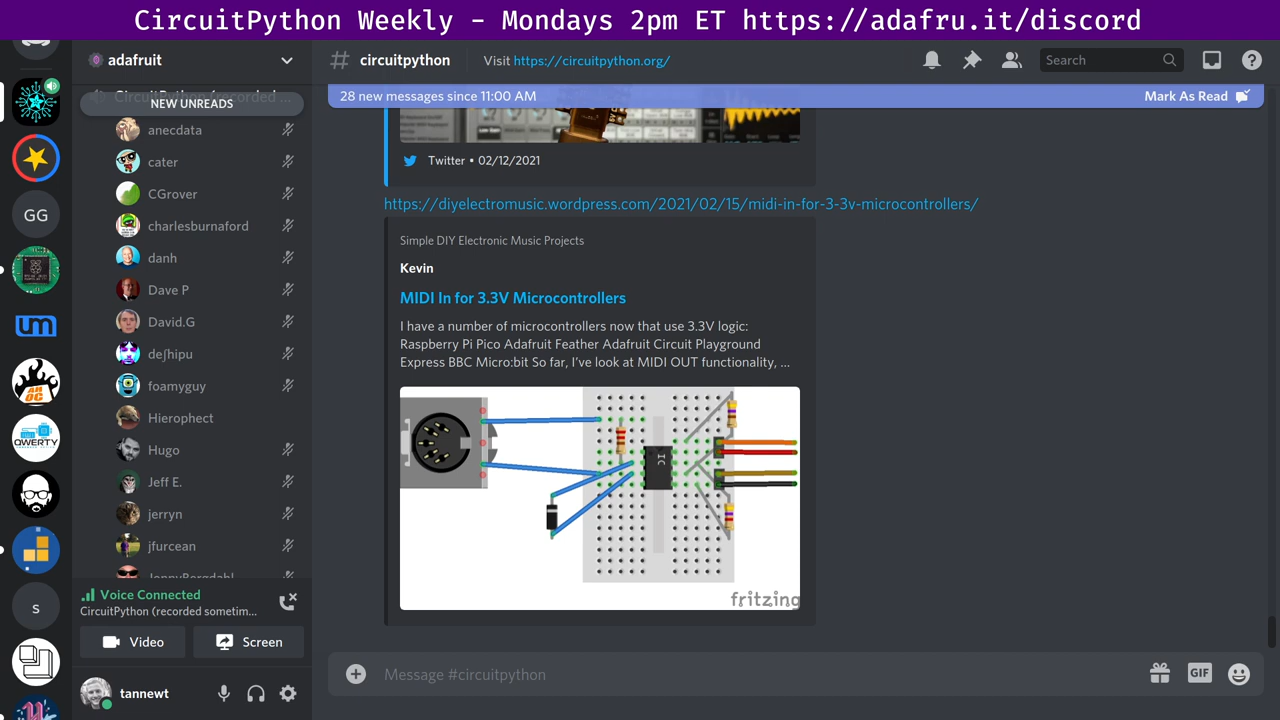 CircuitPython Weekly - Mondays 2pm ET https://adafru.it/discord
adafruit
circuitpython
Visit https://circuitpython.org/
Search
NEW UNREADS
28 new messages since 11:00 AM
Mark As Read
anecdata
cater
CGrover
charlesburnaford
danh
Dave P
David.G
deʃhipu
foamyguy
Hierophect
Hugo
Jeff E.
jerryn
jfurcean
GG
um
AHOC
QWERTY
s
Voice Connected
CircuitPython (recorded sometim...
Video
Screen
tannewt
Twitter • 02/12/2021
https://diyelectromusic.wordpress.com/2021/02/15/midi-in-for-3-3v-microcontrollers/
Simple DIY Electronic Music Projects
Kevin
MIDI In for 3.3V Microcontrollers
I have a number of microcontrollers now that use 3.3V logic:
Raspberry Pi Pico Adafruit Feather Adafruit Circuit Playground
Express BBC Micro:bit So far, I've look at MIDI OUT functionality, ...
IC
fritzing
Message #circuitpython
GIF